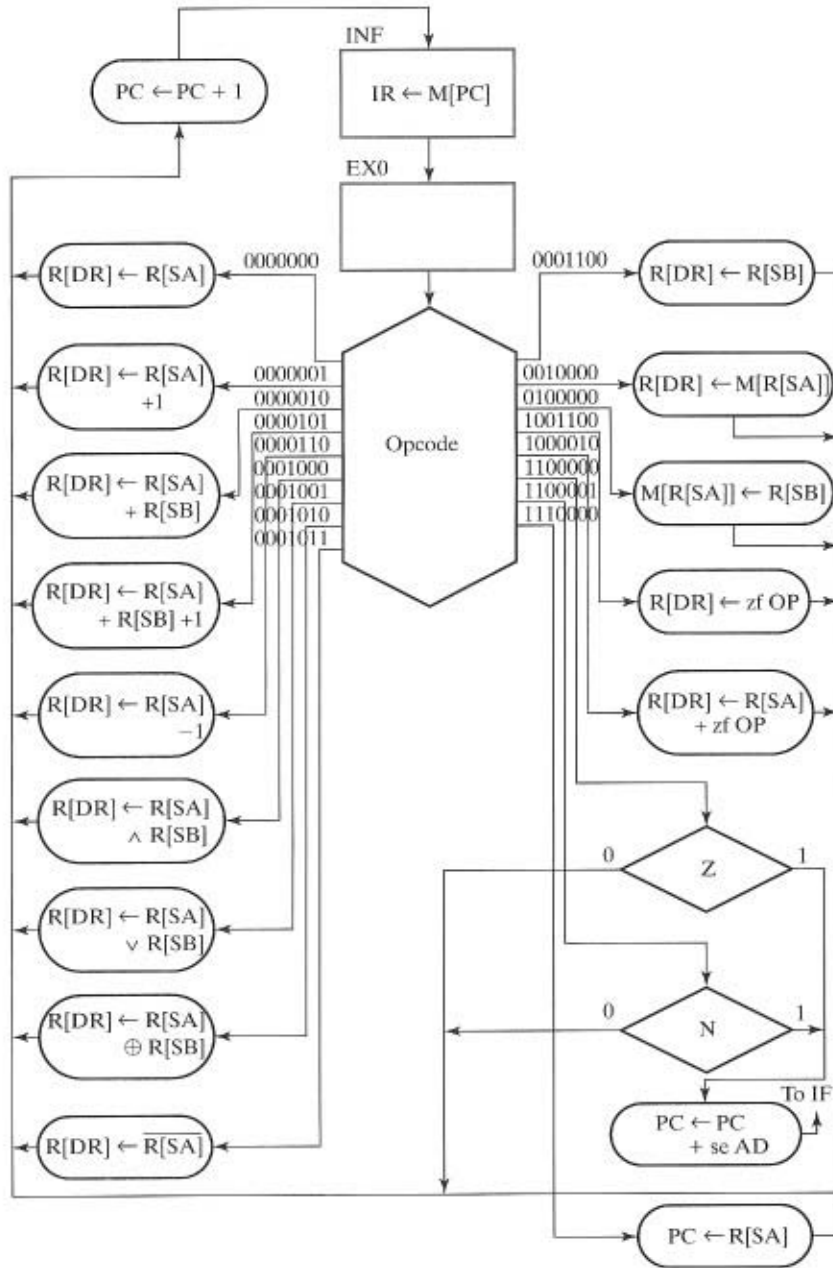 INF
PC ← PC + 1
IR ← M[PC]
EX0
0000000
0001100
R[DR] ← R[SA]
R[DR] ← R[SB]
R[DR] ← R[SA]
+1
0000001
0000010
0000101
0000110
0001000
0001001
0001010
0001011
Opcode
0010000
0100000
1001100
1000010
1100000
1100001
1110000
R[DR] ← M[R[SA]]
R[DR] ← R[SA]
+ R[SB]
M[R[SA]] ← R[SB]
R[DR] ← R[SA]
+ R[SB] +1
R[DR] ← zf OP
R[DR] ← R[SA]
−1
R[DR] ← R[SA]
+ zf OP
R[DR] ← R[SA]
∧ R[SB]
0
Z
1
R[DR] ← R[SA]
∨ R[SB]
R[DR] ← R[SA]
⊕ R[SB]
0
N
1
To IF
R[DR] ← R̅[̅S̅A̅]̅
PC ← PC
+ se AD
PC ← R[SA]